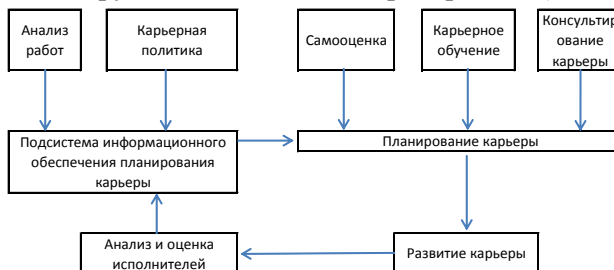 Анализ
работ
Карьерная
политика
Самооценка
Карьерное
обучение
Консультир
ование
карьеры
Подсистема информационного
обеспечения планирования
карьеры
Планирование карьеры
Анализ и оценка
исполнителей
Развитие карьеры